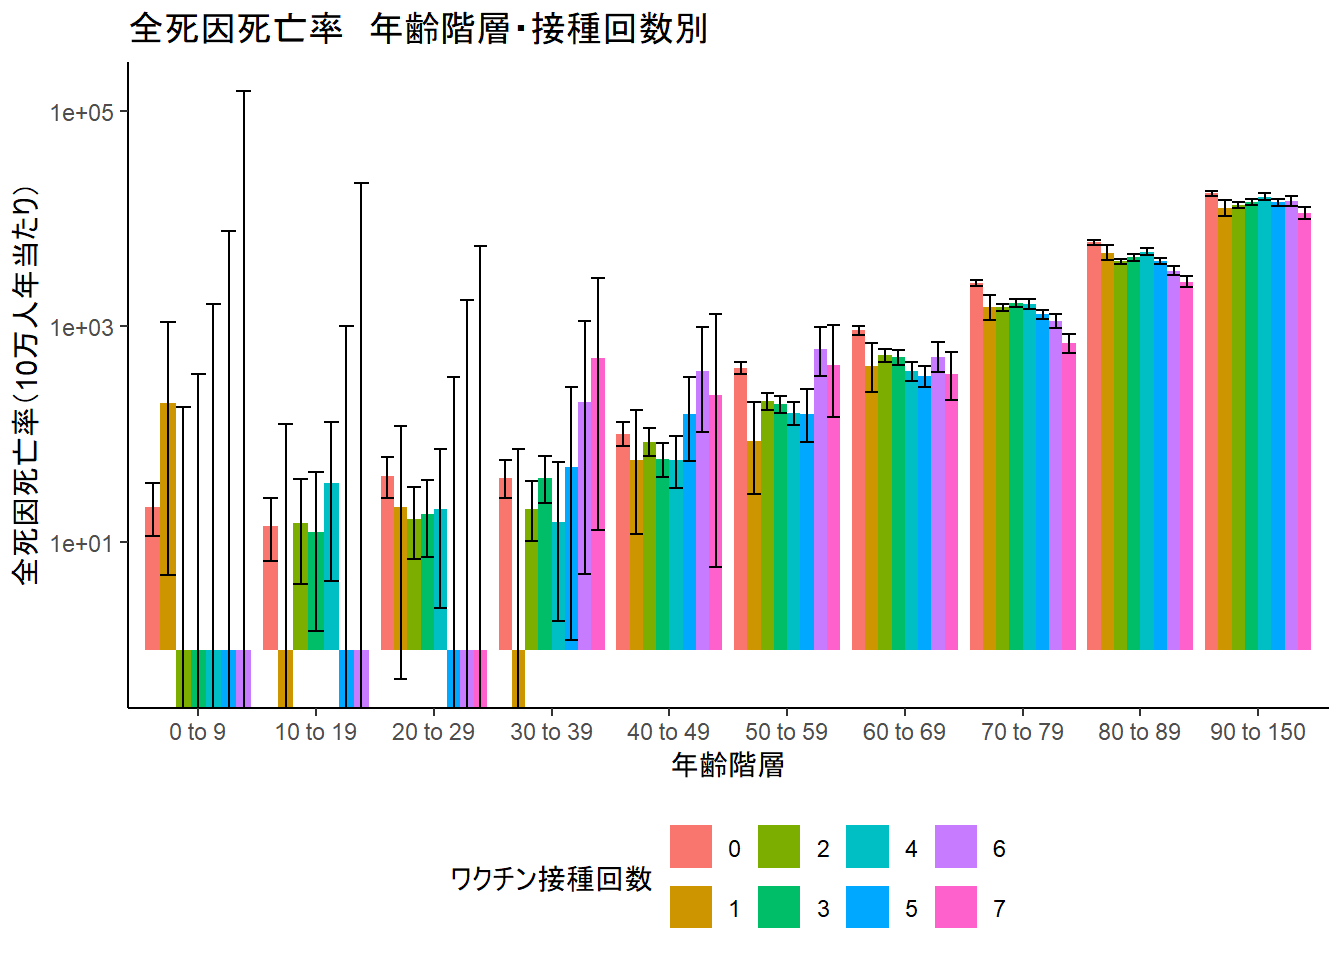 全死因死亡率　年齢階層・接種回数別
全死因死亡率（10万人年当たり）
1e+05
1e+03
1e+01
0 to 9
10 to 19
20 to 29
30 to 39
40 to 49
50 to 59
60 to 69
70 to 79
80 to 89
90 to 150
年齢階層
ワクチン接種回数
0
2
4
6
1
3
5
7